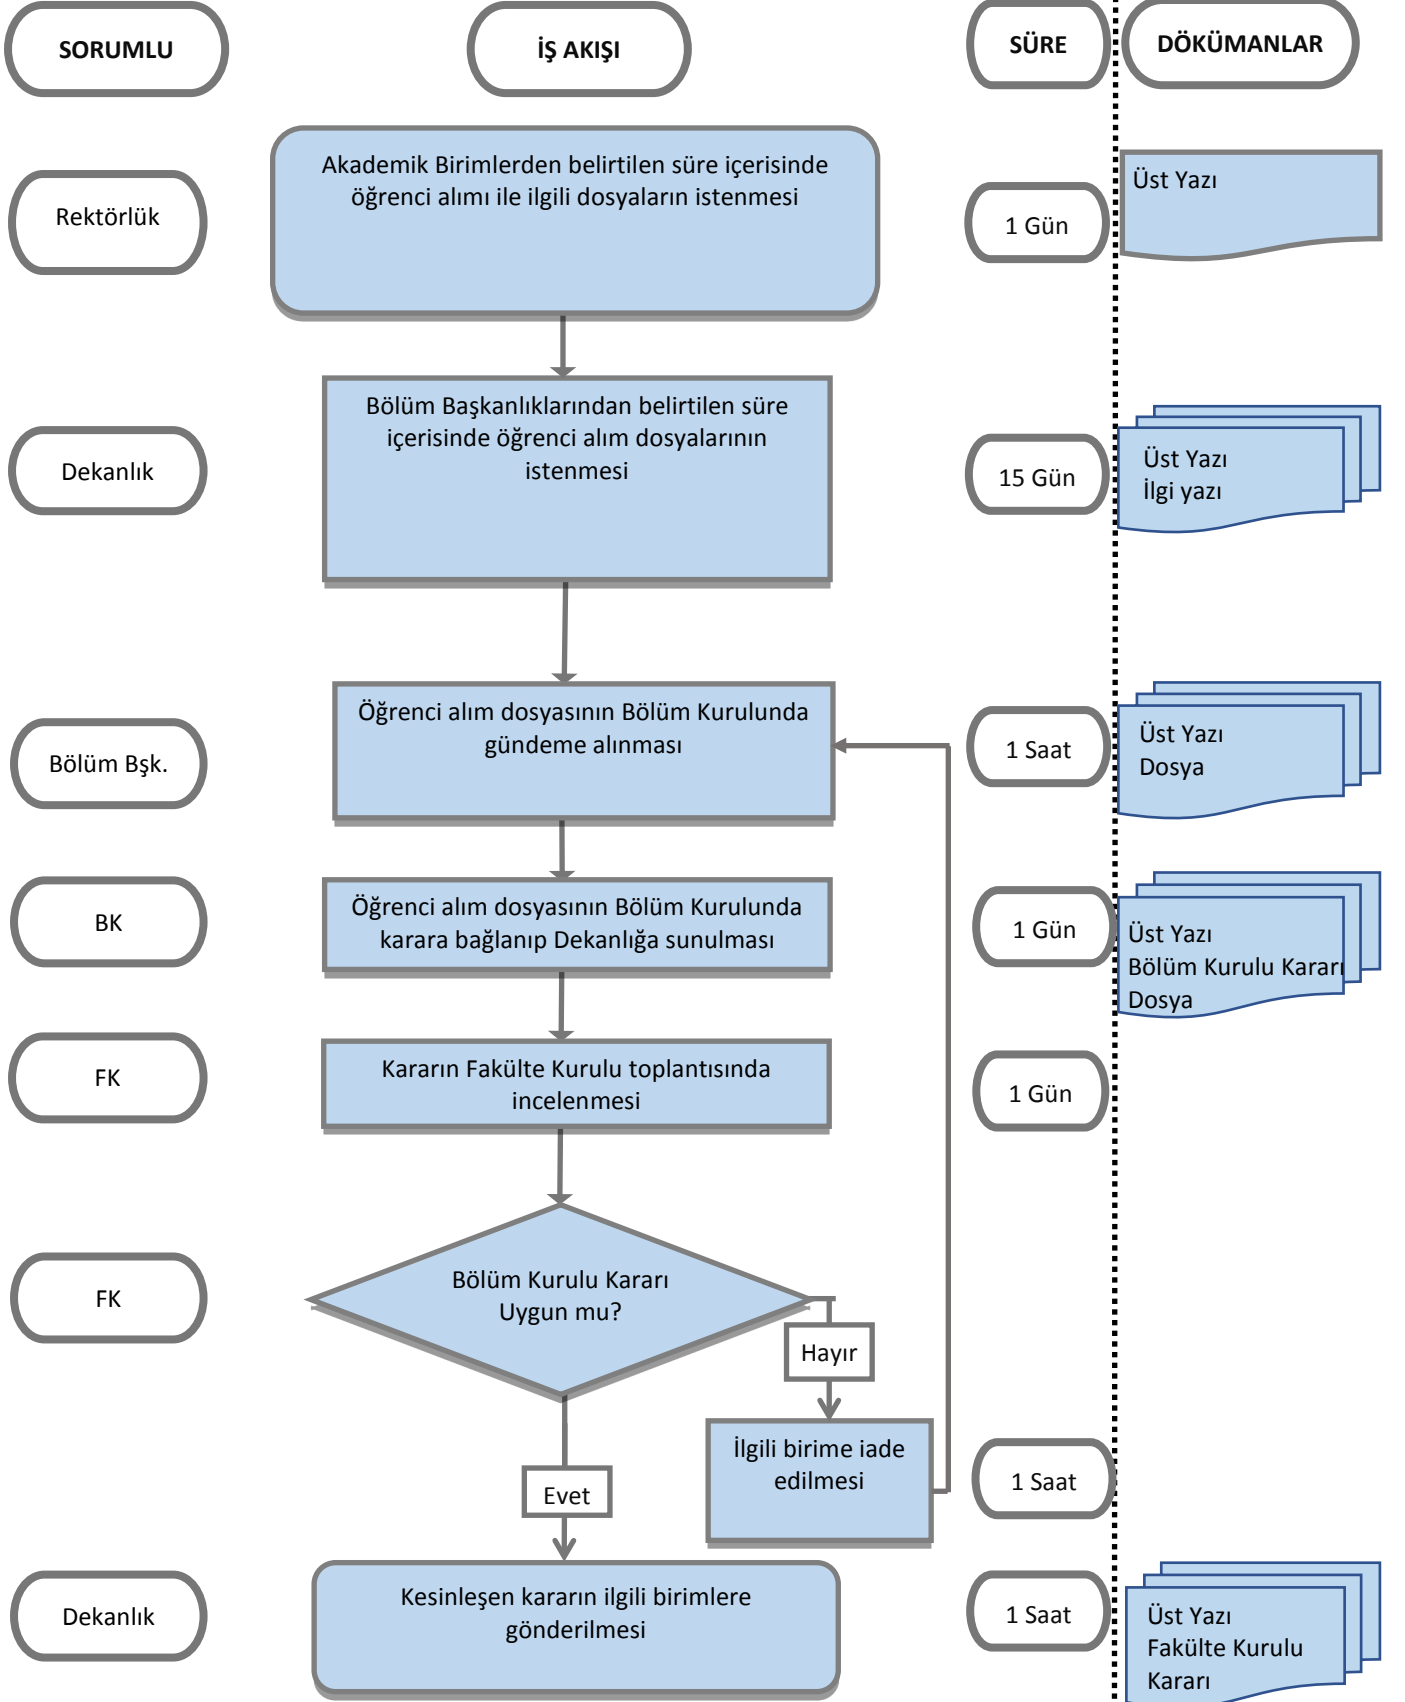 SORUMLU
İŞ AKIŞI
SÜRE
DÖKÜMANLAR
Rektörlük
Akademik Birimlerden belirtilen süre içerisinde
öğrenci alımı ile ilgili dosyaların istenmesi
1 Gün
Üst Yazı
Dekanlık
Bölüm Başkanlıklarından belirtilen süre
içerisinde öğrenci alım dosyalarının
istenmesi
15 Gün
Üst Yazı
İlgi yazı
Bölüm Bşk.
Öğrenci alım dosyasının Bölüm Kurulunda
gündeme alınması
1 Saat
Üst Yazı
Dosya
BK
Öğrenci alım dosyasının Bölüm Kurulunda
karara bağlanıp Dekanlığa sunulması
1 Gün
Üst Yazı
Bölüm Kurulu Kararı
Dosya
FK
Kararın Fakülte Kurulu toplantısında
incelenmesi
1 Gün
FK
Bölüm Kurulu Kararı
Uygun mu?
Hayır
İlgili birime iade
edilmesi
1 Saat
Evet
Dekanlık
Kesinleşen kararın ilgili birimlere
gönderilmesi
1 Saat
Üst Yazı
Fakülte Kurulu
Kararı